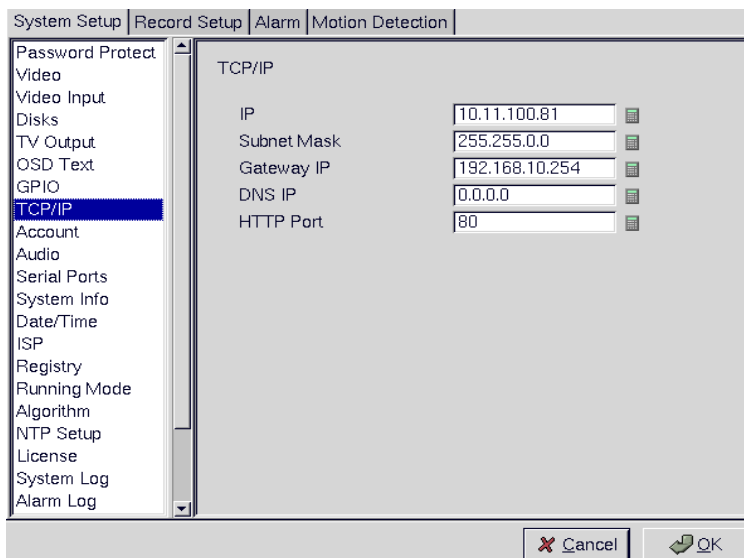 System Setup Record Setup Alarm Motion Detection
Password Protect
Video
Video Input
Disks
TV Output
OSD Text
GPIO
TCP/IP
Account
Audio
Serial Ports
System Info
Date/Time
ISP
Registry
Running Mode
Algorithm
NTP Setup
License
System Log
Alarm Log
TCP/IP
IP 10.11.100.81
Subnet Mask 255.255.0.0
Gateway IP 192.168.10.254
DNS IP 0.0.0.0
HTTP Port 80
Cancel OK